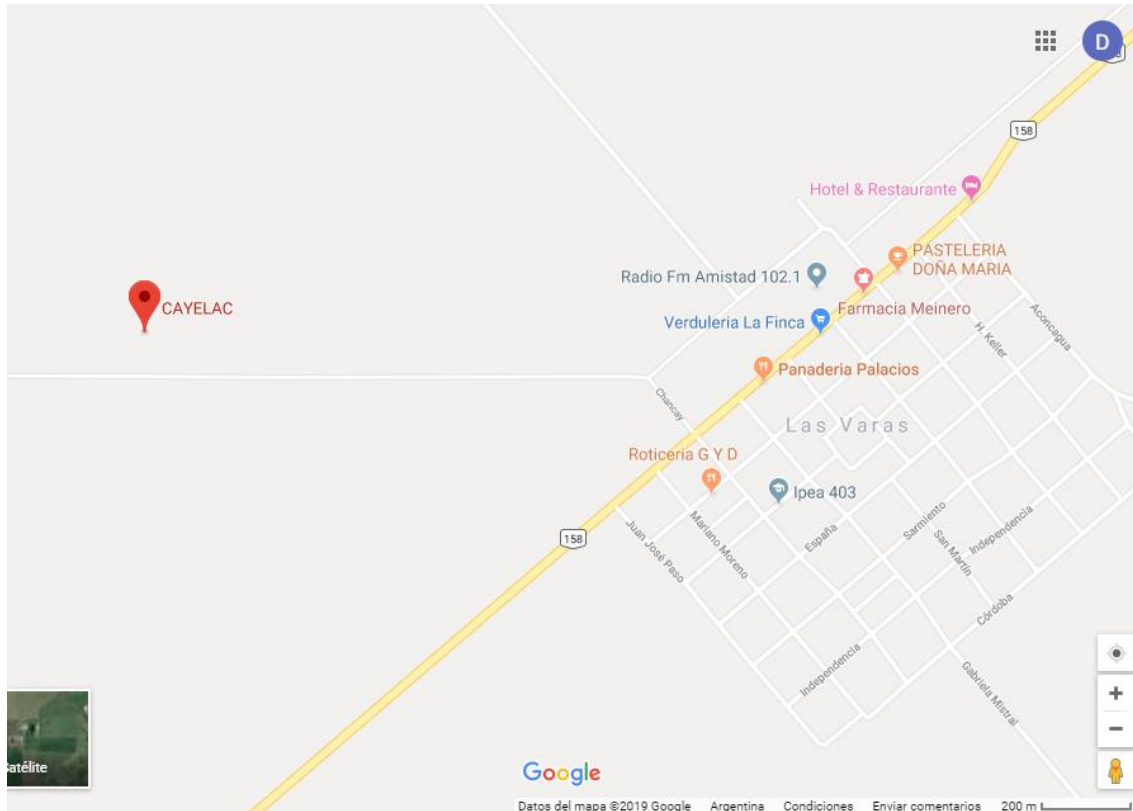 D
158
Hotel & Restaurante
PASTELERIA
DOÑA MARIA
Radio Fm Amistad 102.1
CAYELAC
Farmacia Meinero
Verduleria La Finca
H. Keller
Aconcagua
Panaderia Palacios
Chancay
Las Varas
Roticeria G Y D
Ipea 403
158
Juan José Paso
Mariano Moreno
España
Sarmiento
San Martín
Independencia
Córdoba
Independencia
Gabriela Mistral
Satélite
Google
Datos del mapa ©2019 Google Argentina Condiciones Enviar comentarios 200 m